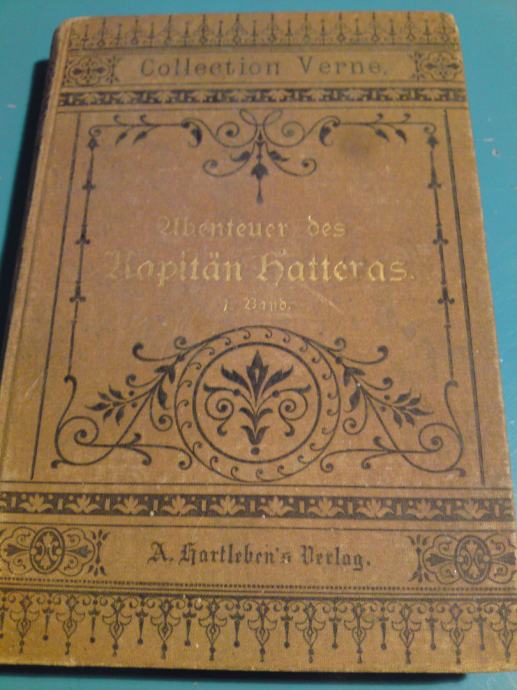 Collection Verne.
Abenteuer des
Kapitän Hatteras.
1. Band.
A. Hartleben's Verlag.